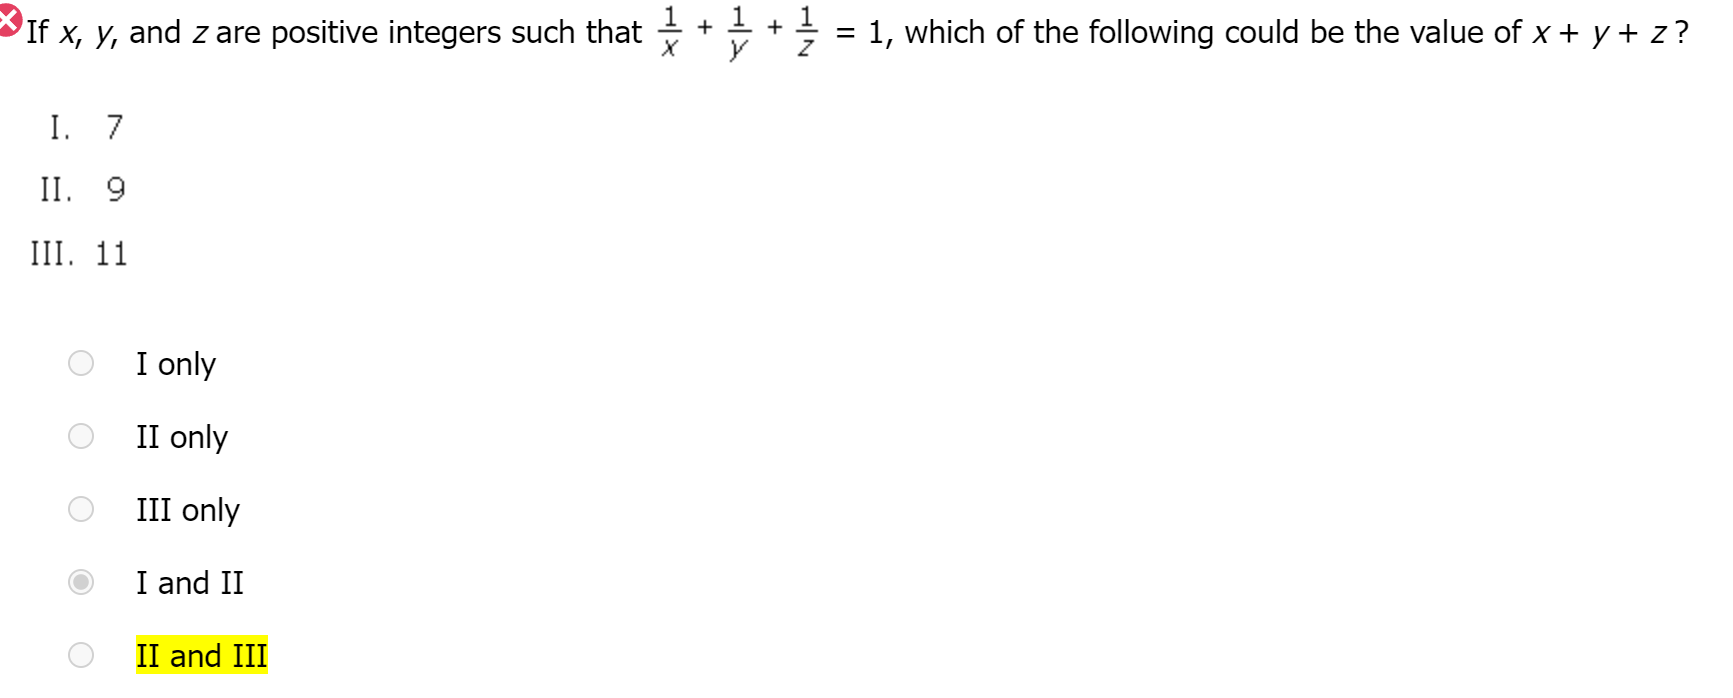 If x, y, and z are positive integers such that 1/x + 1/y + 1/z = 1, which of the following could be the value of x + y + z ?
I. 7
II. 9
III. 11
I only
II only
III only
I and II
II and III